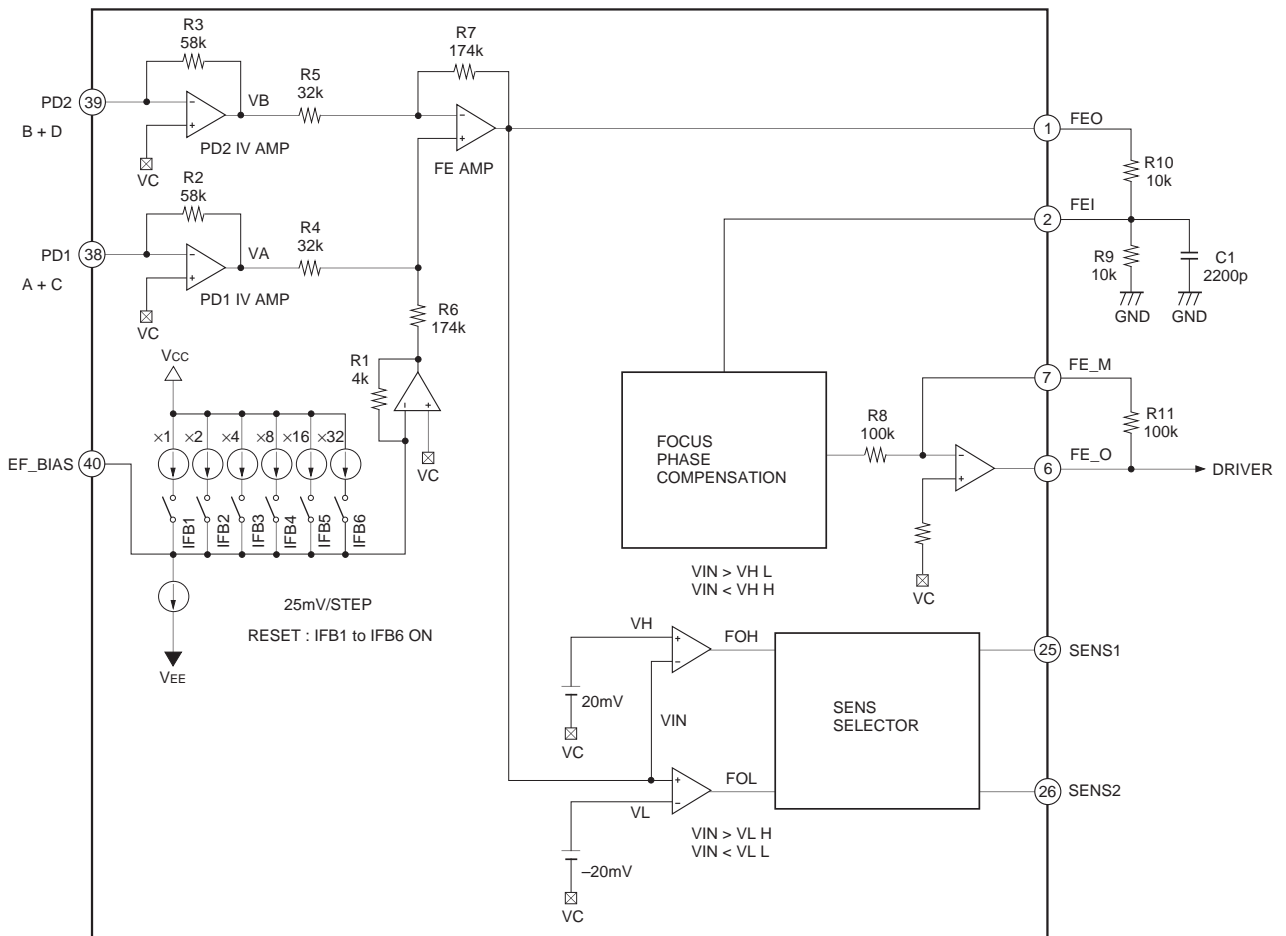 R3
58k
R7
174k
R5
32k
PD2
39
VB
B + D
PD2 IV AMP
FE AMP
VC
1
FEO
R10
10k
R2
58k
2
FEI
R4
32k
PD1
38
VA
A + C
PD1 IV AMP
VC
R9
10k
C1
2200p
GND
GND
R6
174k
R1
4k
VCC
VC
×1
×2
×4
×8
×16
×32
EF_BIAS
40
IFB1
IFB2
IFB3
IFB4
IFB5
IFB6
FOCUS
PHASE
COMPENSATION
R8
100k
7
FE_M
R11
100k
6
FE_O
DRIVER
VC
25mV/STEP
RESET : IFB1 to IFB6 ON
VEE
VIN > VH L
VIN < VH H
VH
FOH
20mV
VC
VIN
SENS
SELECTOR
25
SENS1
26
SENS2
FOL
VL
VIN > VL H
VIN < VL L
–20mV
VC